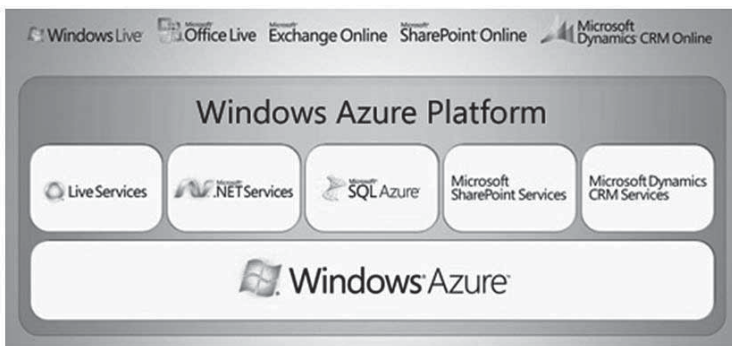 Windows Live Microsoft Office Live Microsoft Exchange Online Microsoft SharePoint Online Microsoft Dynamics CRM Online
Windows Azure Platform
Live Services
Microsoft .NET Services
Microsoft SQL Azure
Microsoft
SharePoint Services
Microsoft Dynamics
CRM Services
Windows Azure